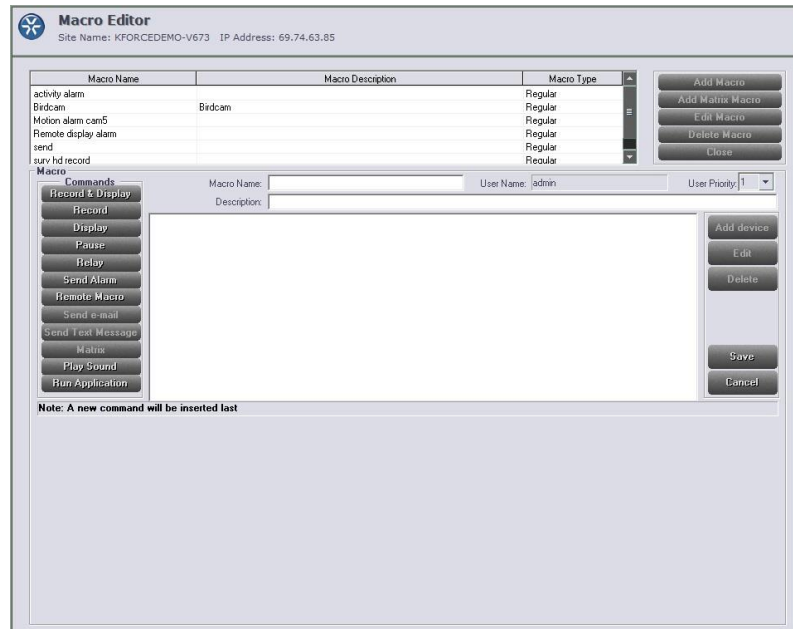 Macro Editor
Site Name: KFORCEDEMO-V673 IP Address: 69.74.63.85
Macro Name Macro Description Macro Type
activity alarm Regular
Birdcam Birdcam Regular
Motion alarm cam5 Regular
Remote display alarm Regular
send Regular
surv hd record Regular
Add Macro
Add Matrix Macro
Edit Macro
Delete Macro
Close
Macro
Commands
Record & Display
Record
Display
Pause
Relay
Send Alarm
Remote Macro
Send e-mail
Send Text Message
Matrix
Play Sound
Run Application
Macro Name: User Name: admin User Priority: 1
Description:
Add device
Edit
Delete
Save
Cancel
Note: A new command will be inserted last